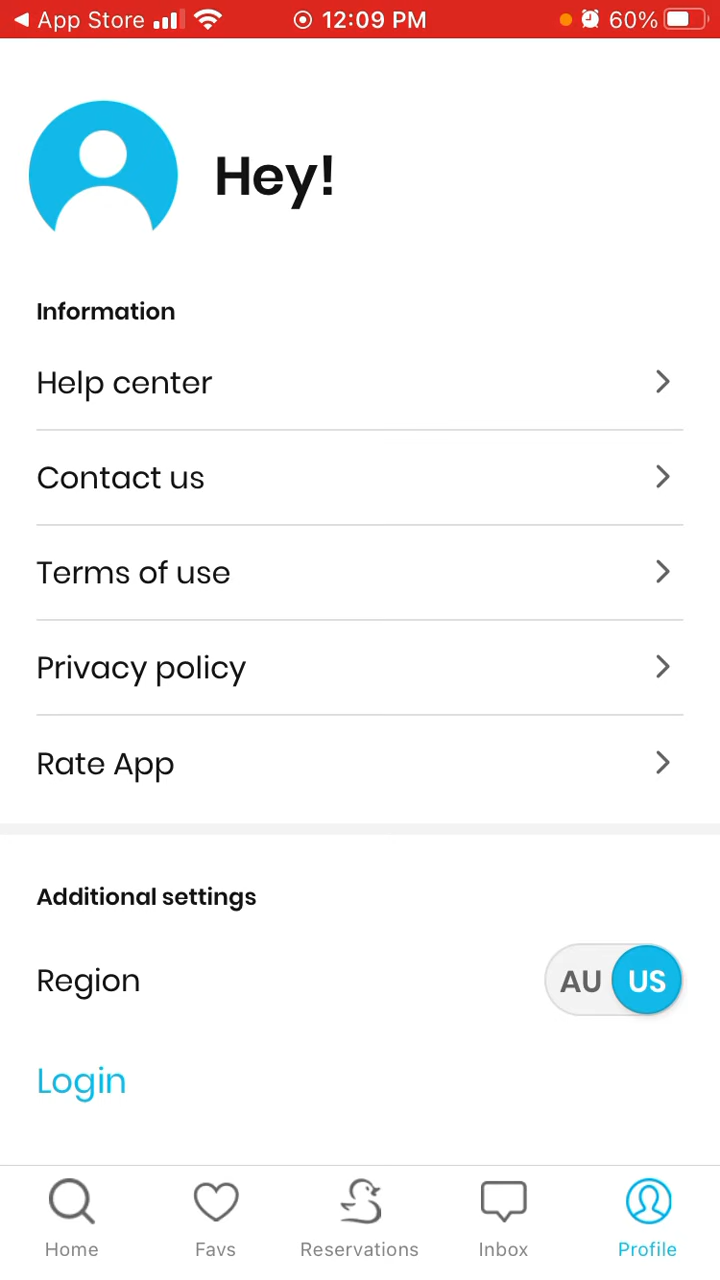 App Store 12:09 PM 60%
Hey!
Information
Help center
Contact us
Terms of use
Privacy policy
Rate App
Additional settings
Region AU US
Login
Home Favs Reservations Inbox Profile